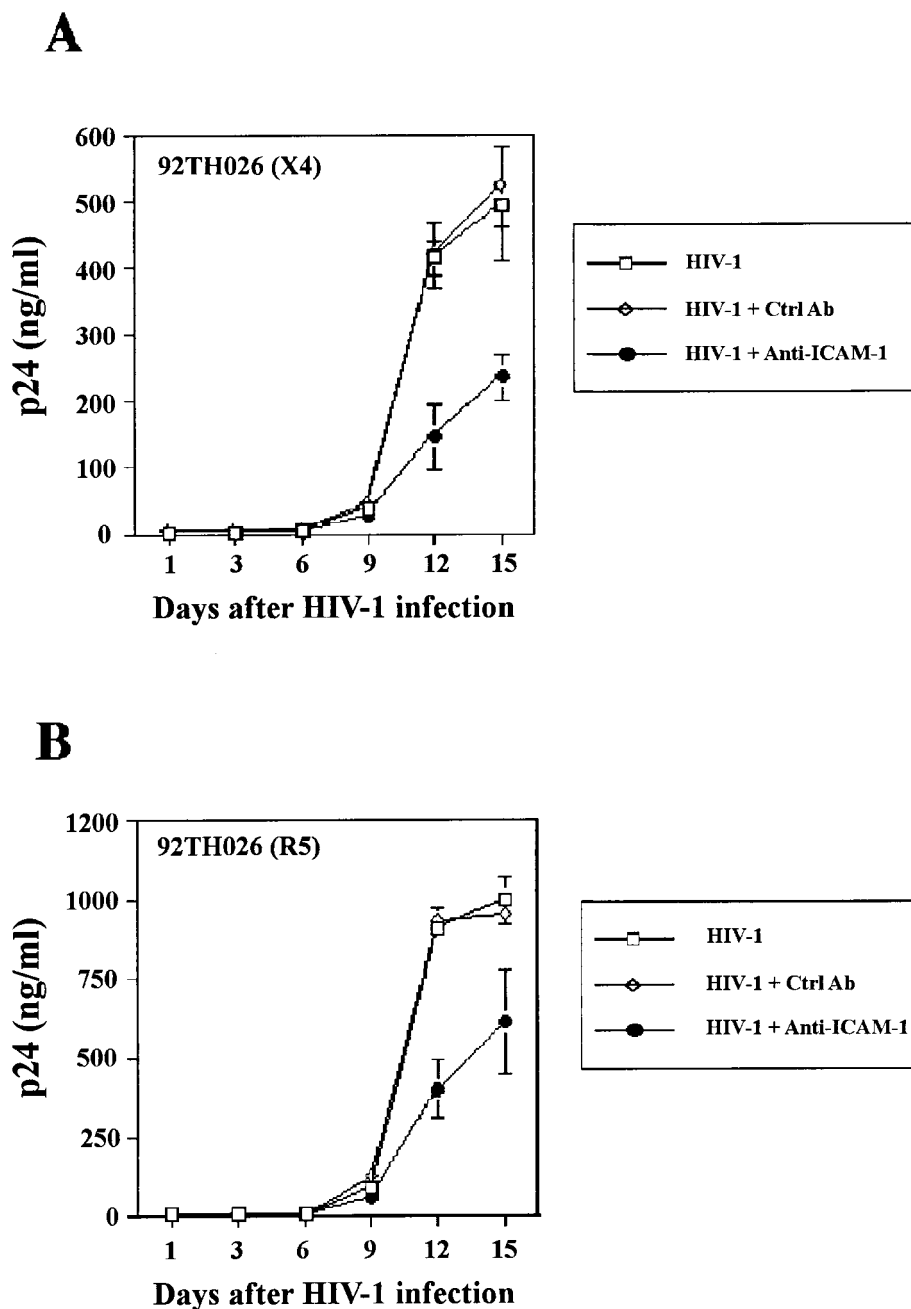 A
600
500
400
300
200
100
0
p24 (ng/ml)
92TH026 (X4)
1 3 6 9 12 15
Days after HIV-1 infection
HIV-1
HIV-1 + Ctrl Ab
HIV-1 + Anti-ICAM-1
B
1200
1000
750
500
250
0
p24 (ng/ml)
92TH026 (R5)
1 3 6 9 12 15
Days after HIV-1 infection
HIV-1
HIV-1 + Ctrl Ab
HIV-1 + Anti-ICAM-1